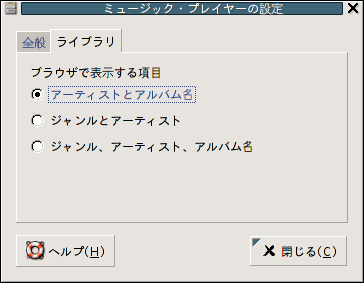 ミュージック・プレイヤーの設定
全般 ライブラリ
ブラウザで表示する項目
アーティストとアルバム名
ジャンルとアーティスト
ジャンル、アーティスト、アルバム名
ヘルプ(H) 閉じる(C)